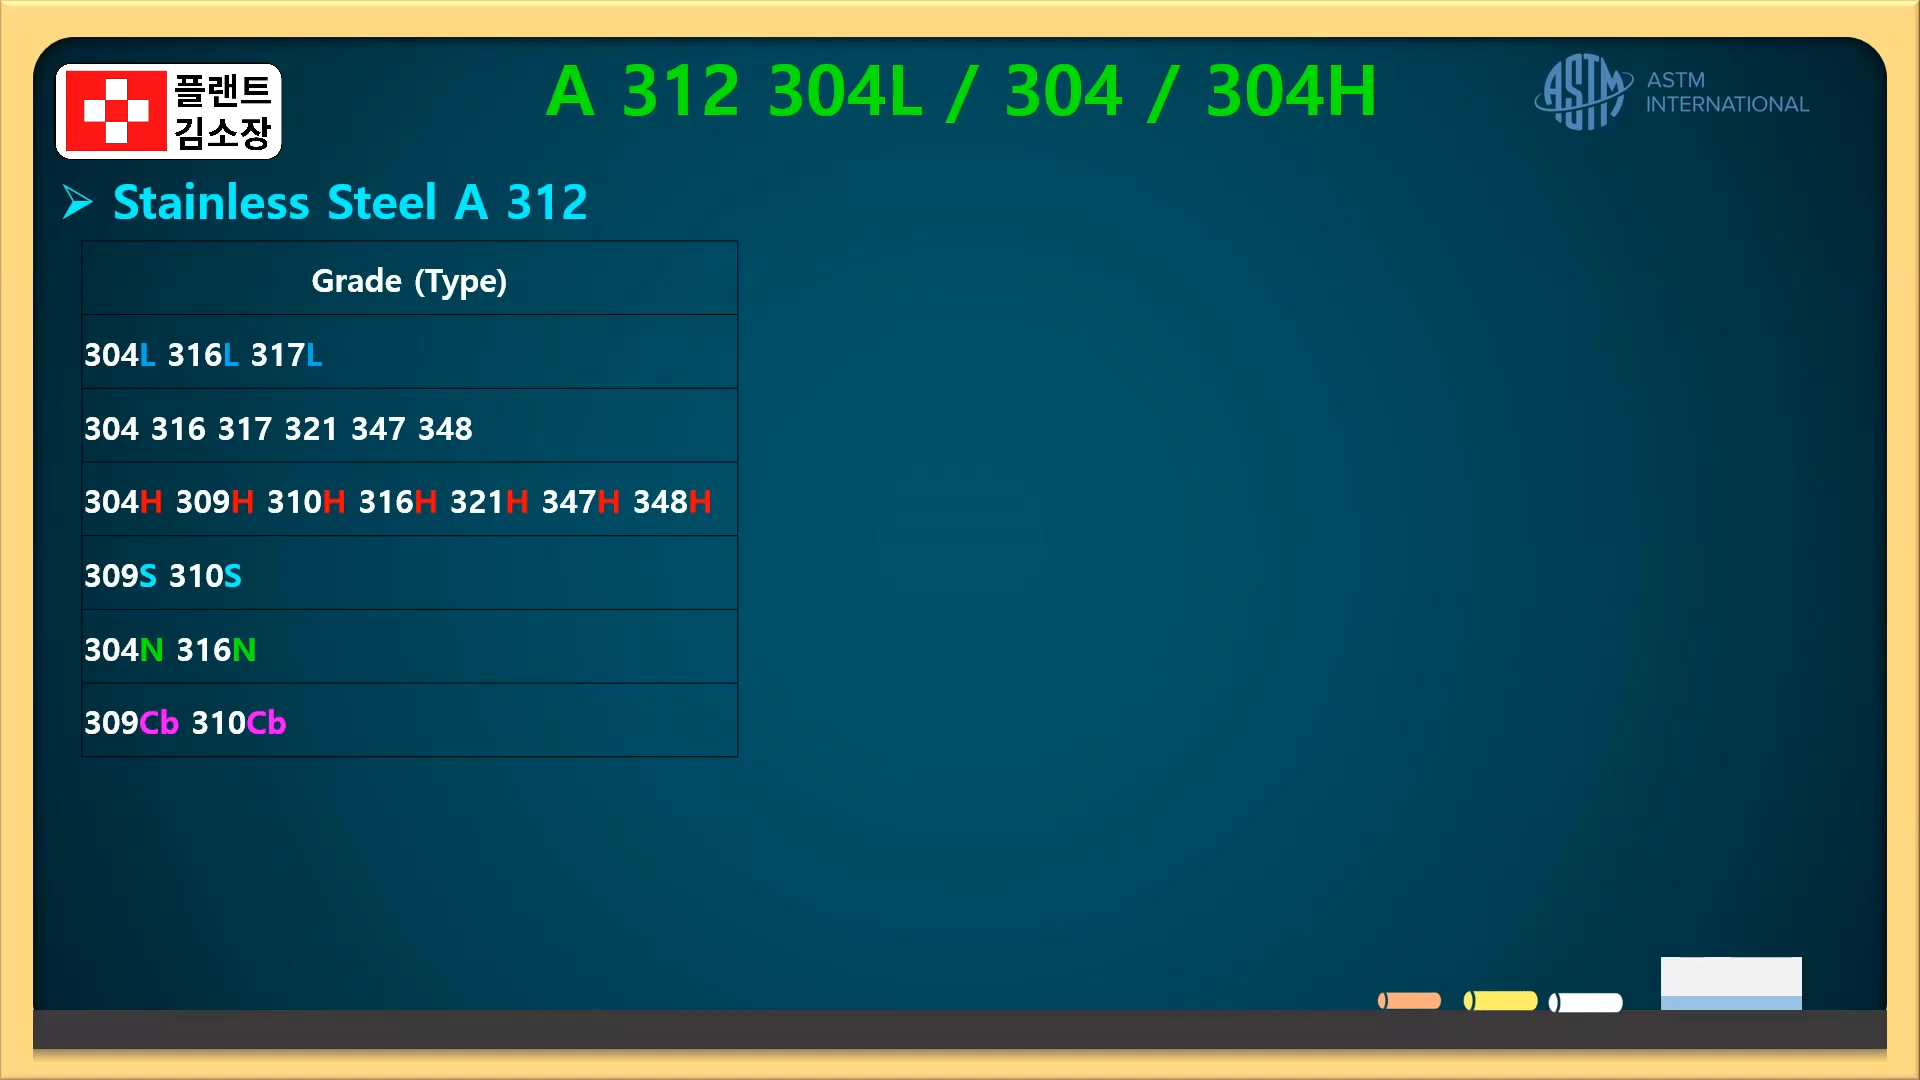 플랜트
김소장
A 312 304L / 304 / 304H
ASTM
ASTM
INTERNATIONAL
Stainless Steel A 312
Grade (Type)
304L 316L 317L
304 316 317 321 347 348
304H 309H 310H 316H 321H 347H 348H
309S 310S
304N 316N
309Cb 310Cb